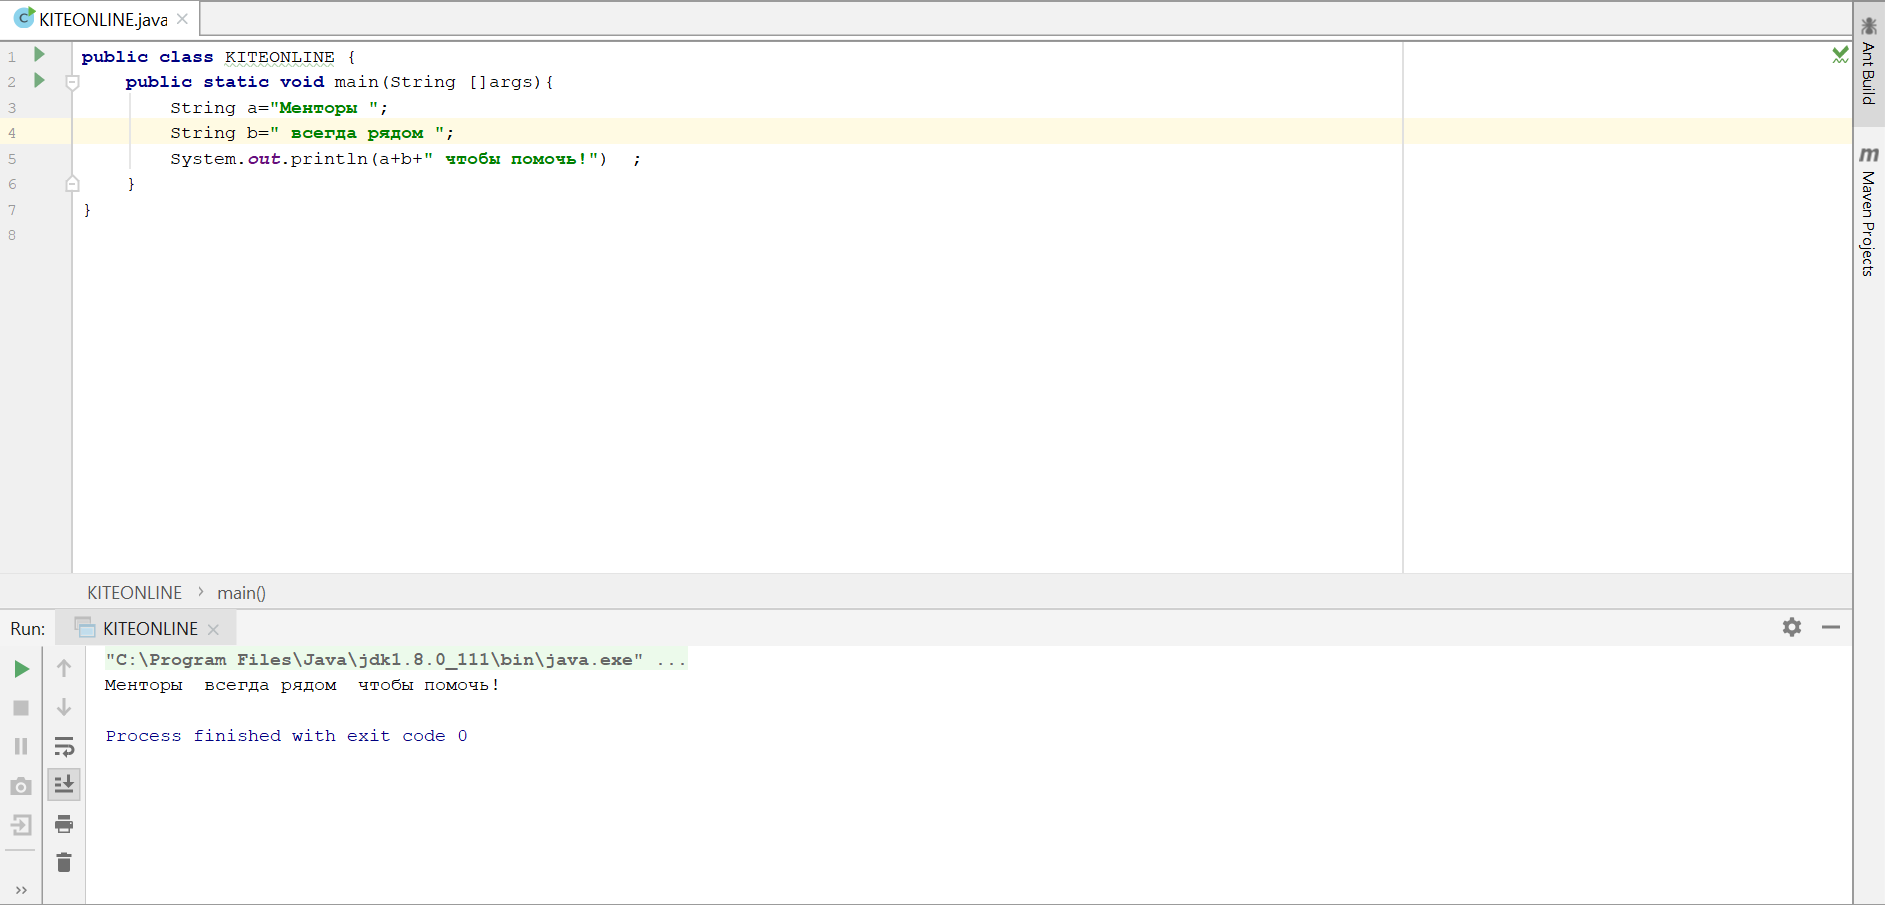 KITEONLINE.java
1 public class KITEONLINE {
2     public static void main(String []args){
3         String a="Менторы ";
4         String b=" всегда рядом ";
5         System.out.println(a+b+" чтобы помочь!")  ;
6     }
7 }
8
Ant Build
m Maven Projects
KITEONLINE › main()
Run: KITEONLINE
"C:\Program Files\Java\jdk1.8.0_111\bin\java.exe" ...
Менторы  всегда рядом  чтобы помочь!
Process finished with exit code 0